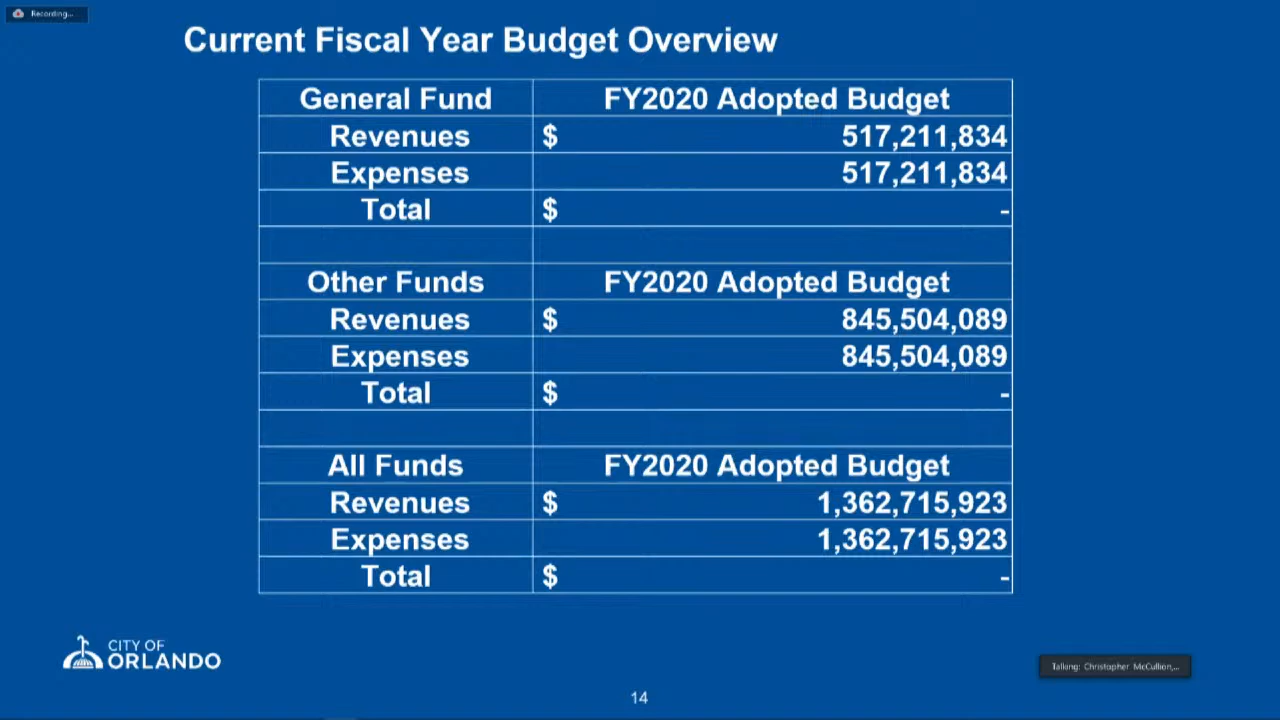 Recording...
Current Fiscal Year Budget Overview
General Fund FY2020 Adopted Budget
Revenues $ 517,211,834
Expenses 517,211,834
Total $ -
Other Funds FY2020 Adopted Budget
Revenues $ 845,504,089
Expenses 845,504,089
Total $ -
All Funds FY2020 Adopted Budget
Revenues $ 1,362,715,923
Expenses 1,362,715,923
Total $ -
CITY OF
ORLANDO
Talking: Christopher McCullion,...
14